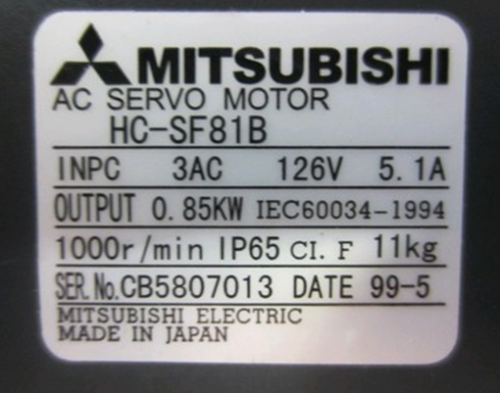 MITSUBISHI
AC SERVO MOTOR
HC-SF81B
INPC 3AC 126V 5.1A
OUTPUT 0.85KW IEC60034-1994
1000r/min IP65 CI. F 11kg
SER.No.CB5807013 DATE 99-5
MITSUBISHI ELECTRIC
MADE IN JAPAN